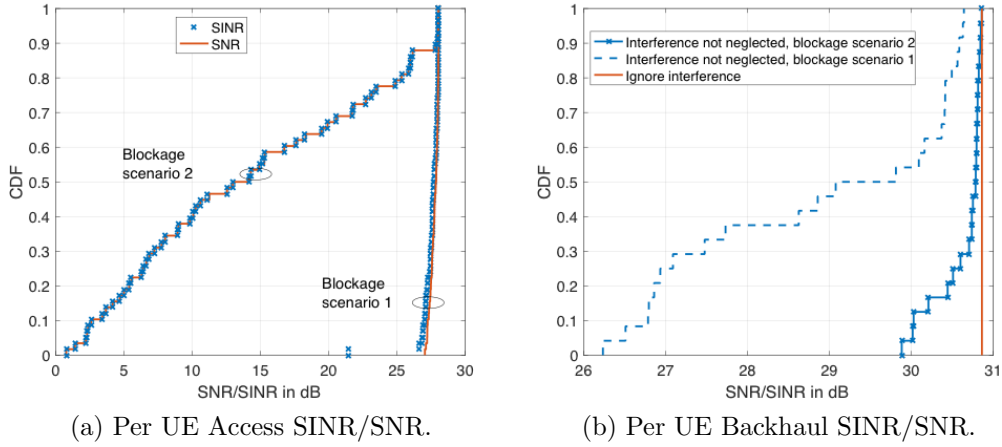 1
0.9
0.8
0.7
0.6
0.5
0.4
0.3
0.2
0.1
0
CDF
SINR
SNR
Blockage
scenario 2
Blockage
scenario 1
0 5 10 15 20 25 30
SNR/SINR in dB
(a) Per UE Access SINR/SNR.
1
0.9
0.8
0.7
0.6
0.5
0.4
0.3
0.2
0.1
0
CDF
Interference not neglected, blockage scenario 2
Interference not neglected, blockage scenario 1
Ignore interference
26 27 28 29 30 31
SNR/SINR in dB
(b) Per UE Backhaul SINR/SNR.